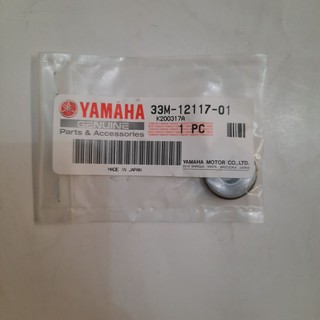 YAMAHA
GENUINE
Parts & Accessories
33M-12117-01
K200317A
1 PC
MADE IN JAPAN
YAMAHA MOTOR CO., LTD.